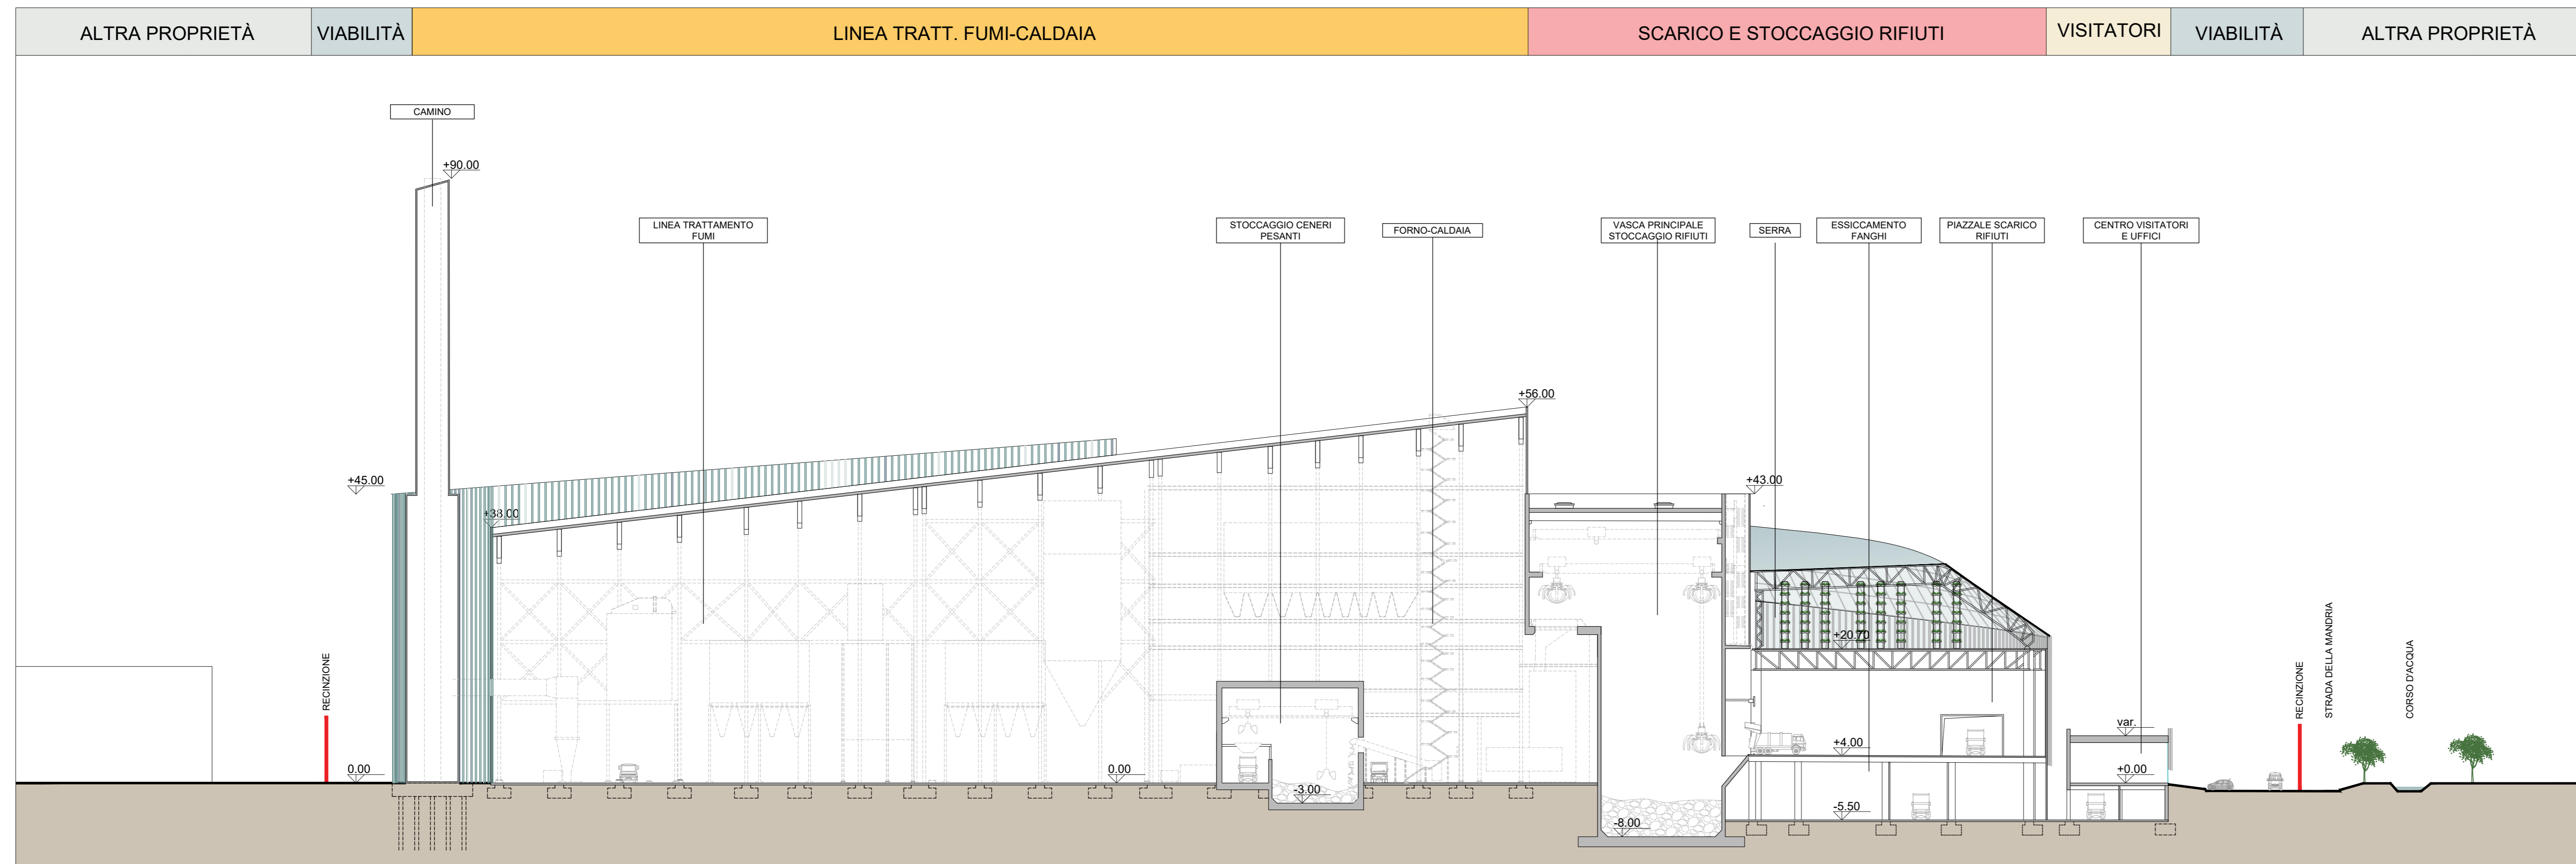 ALTRA PROPRIETÀ
VIABILITÀ
LINEA TRATT. FUMI-CALDAIA
SCARICO E STOCCAGGIO RIFIUTI
VISITATORI
VIABILITÀ
ALTRA PROPRIETÀ
CAMINO
+90.00
LINEA TRATTAMENTO
FUMI
STOCCAGGIO CENERI
PESANTI
FORNO-CALDAIA
VASCA PRINCIPALE
STOCCAGGIO RIFIUTI
SERRA
ESSICCAMENTO
FANGHI
PIAZZALE SCARICO
RIFIUTI
CENTRO VISITATORI
E UFFICI
+56.00
+45.00
+43.00
+38.00
+20.70
RECINZIONE
RECINZIONE
STRADA DELLA MANDRIA
CORSO D'ACQUA
var.
+4.00
0.00
0.00
+0.00
-3.00
-5.50
-8.00